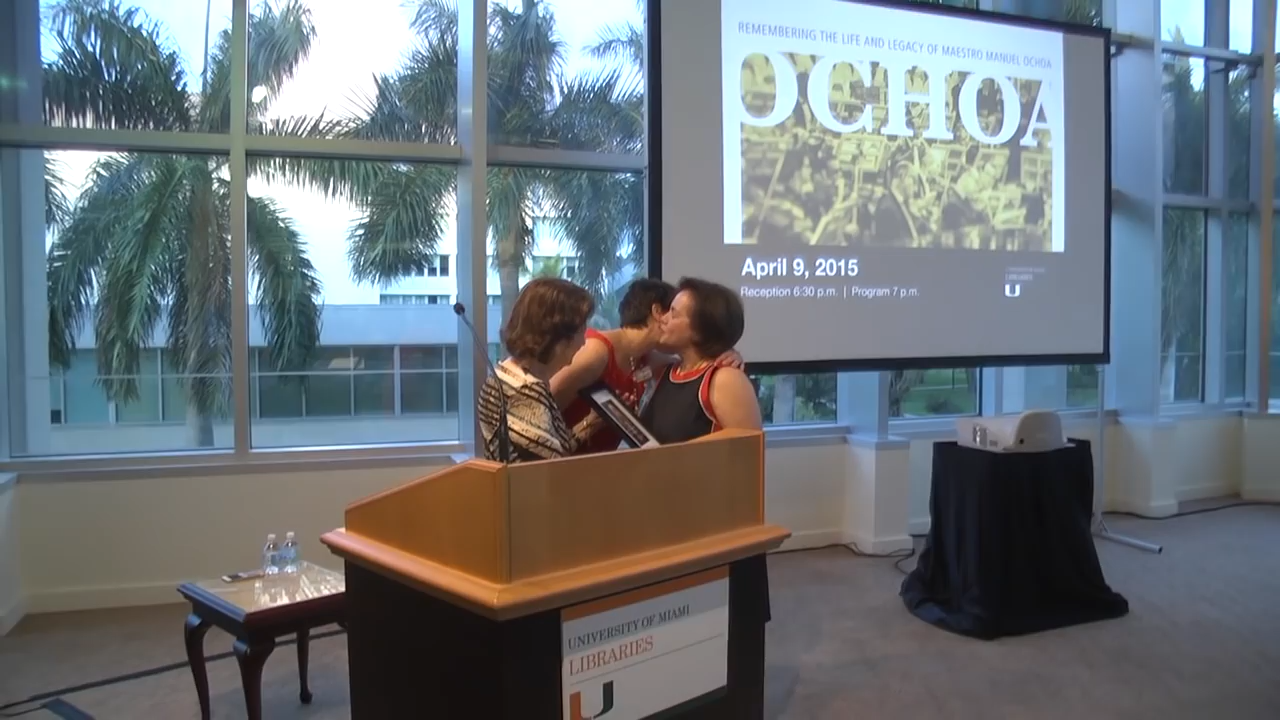 REMEMBERING THE LIFE AND LEGACY OF MAESTRO MANUEL OCHOA
OCHOA
April 9, 2015
Reception 6:30 p.m. | Program 7 p.m.
U
UNIVERSITY OF MIAMI
LIBRARIES
U